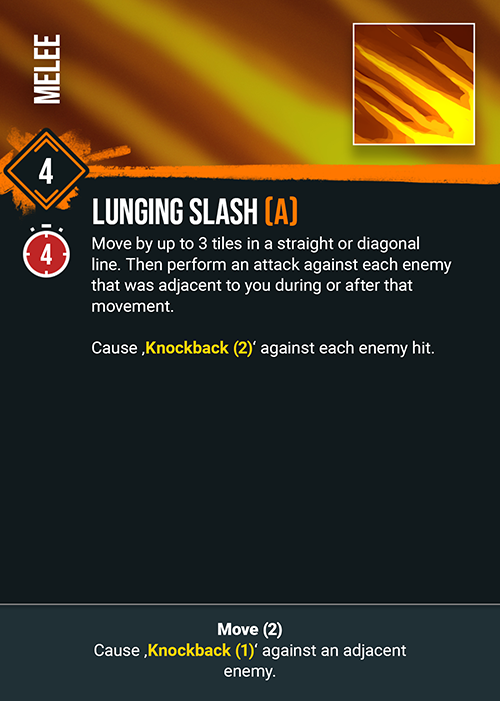 MELEE
4
LUNGING SLASH (A)
4
Move by up to 3 tiles in a straight or diagonal
line. Then perform an attack against each enemy
that was adjacent to you during or after that
movement.
Cause ‚Knockback (2)‘ against each enemy hit.
Move (2)
Cause ‚Knockback (1)‘ against an adjacent
enemy.